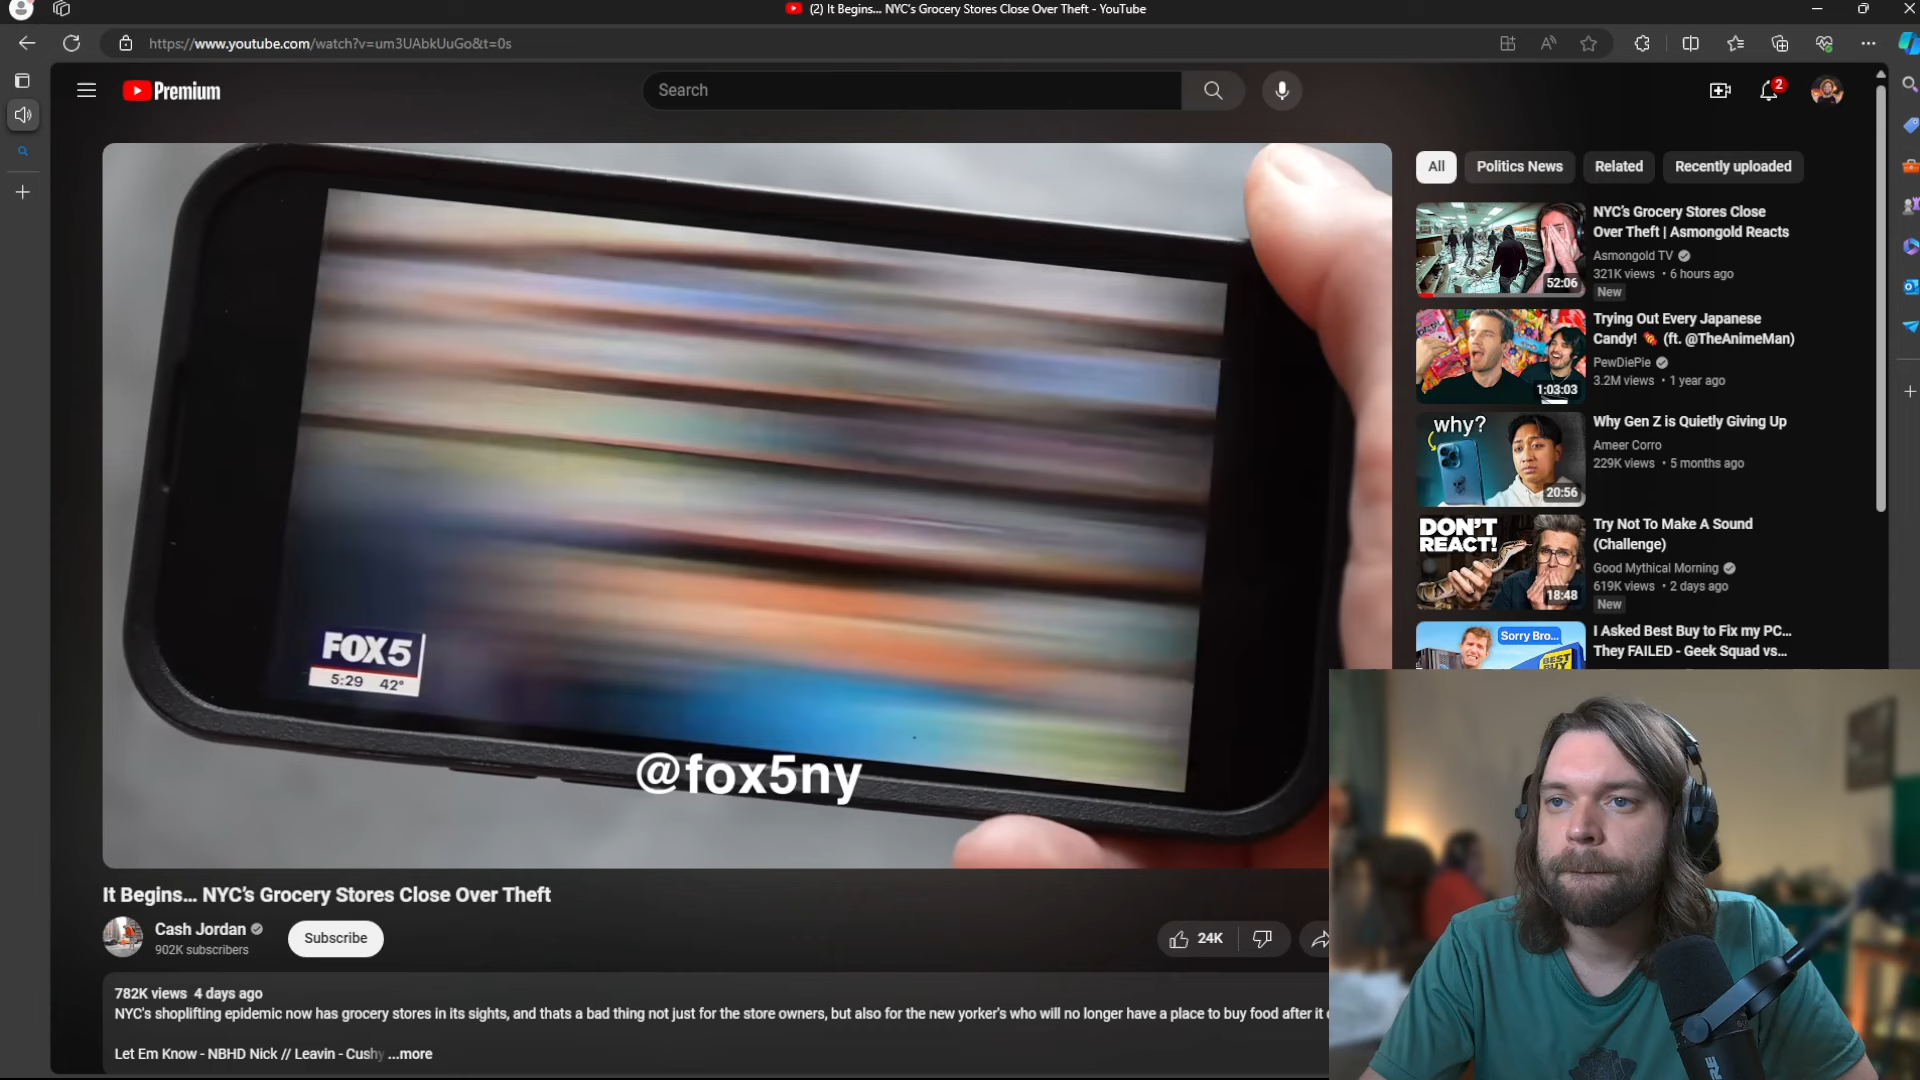 (2) It Begins... NYC's Grocery Stores Close Over Theft - YouTube
https://www.youtube.com/watch?v=um3UAbkUuGo&t=0s
Premium
Search
2
FOX5
5:29 42°
@fox5ny
It Begins... NYC's Grocery Stores Close Over Theft
Cash Jordan
902K subscribers
Subscribe
24K
782K views 4 days ago
NYC's shoplifting epidemic now has grocery stores in its sights, and thats a bad thing not just for the store owners, but also for the new yorker's who will no longer have a place to buy food after it
Let Em Know - NBHD Nick // Leavin - Cushy ...more
All
Politics News
Related
Recently uploaded
52:06
NYC's Grocery Stores Close
Over Theft | Asmongold Reacts
Asmongold TV
321K views • 6 hours ago
New
1:03:03
Trying Out Every Japanese
Candy! 🍬 (ft. @TheAnimeMan)
PewDiePie
3.2M views • 1 year ago
why?
20:56
Why Gen Z is Quietly Giving Up
Ameer Corro
229K views • 5 months ago
DON'T
REACT!
18:48
Try Not To Make A Sound
(Challenge)
Good Mythical Morning
619K views • 2 days ago
New
Sorry Bro...
BEST
BUY
I Asked Best Buy to Fix my PC...
They FAILED - Geek Squad vs...